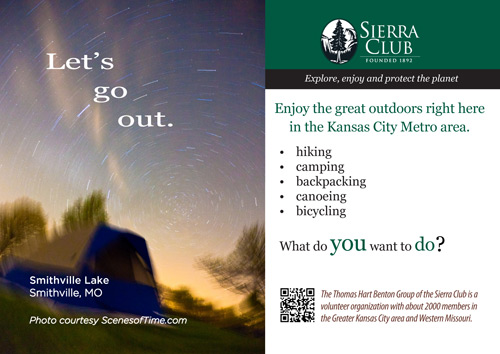 Let's
go
out.
Smithville Lake
Smithville, MO
Photo courtesy ScenesofTime.com
SIERRA
CLUB
FOUNDED 1892
Explore, enjoy and protect the planet
Enjoy the great outdoors right here
in the Kansas City Metro area.
• hiking
• camping
• backpacking
• canoeing
• bicycling
What do you want to do?
The Thomas Hart Benton Group of the Sierra Club is a
volunteer organization with about 2000 members in
the Greater Kansas City area and Western Missouri.